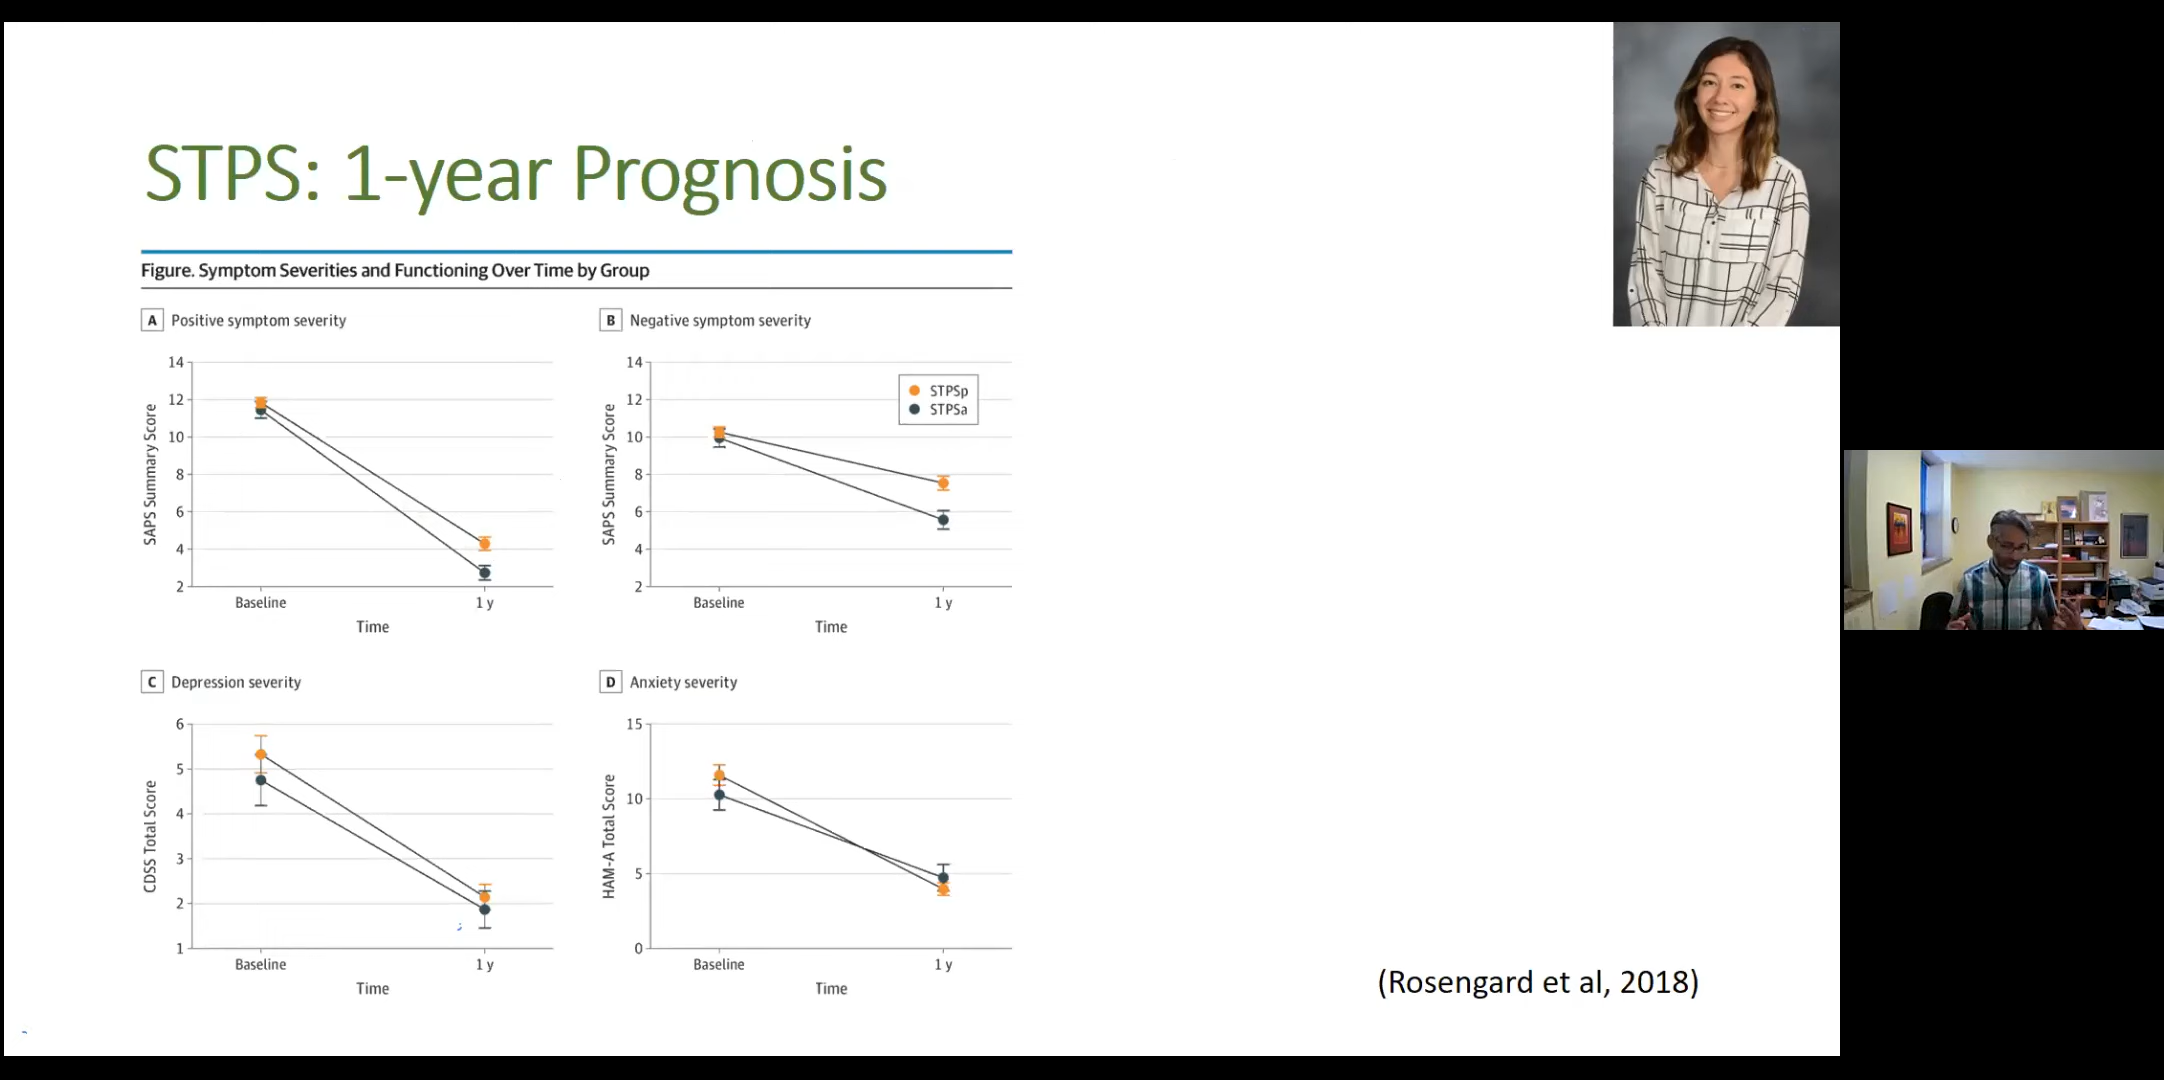 STPS: 1-year Prognosis
Figure. Symptom Severities and Functioning Over Time by Group
A Positive symptom severity
14
12
10
8
6
4
2
SAPS Summary Score
Baseline
1 y
Time
B Negative symptom severity
14
12
10
8
6
4
2
SAPS Summary Score
STPSp
STPSa
Baseline
1 y
Time
C Depression severity
6
5
4
3
2
1
CDSS Total Score
Baseline
1 y
Time
D Anxiety severity
15
10
5
0
HAM-A Total Score
Baseline
1 y
Time
(Rosengard et al, 2018)